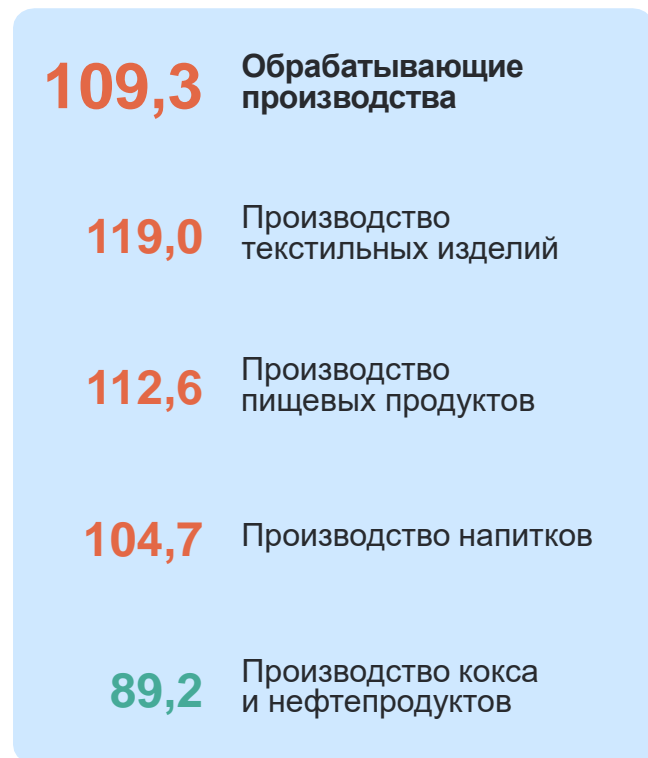 109,3
Обрабатывающие
производства
119,0
Производство
текстильных изделий
112,6
Производство
пищевых продуктов
104,7
Производство напитков
89,2
Производство кокса
и нефтепродуктов